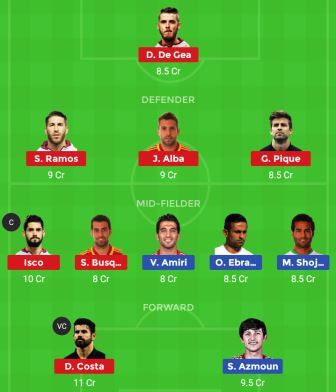 D. De Gea
8.5 Cr
DEFENDER
S. Ramos J. Alba G. Pique
9 Cr 9 Cr 8.5 Cr
MID-FIELDER
C
Isco S. Busq... V. Amiri O. Ebra... M. Shoj...
10 Cr 8 Cr 8 Cr 8.5 Cr 8.5 Cr
FORWARD
VC
D. Costa S. Azmoun
11 Cr 9.5 Cr